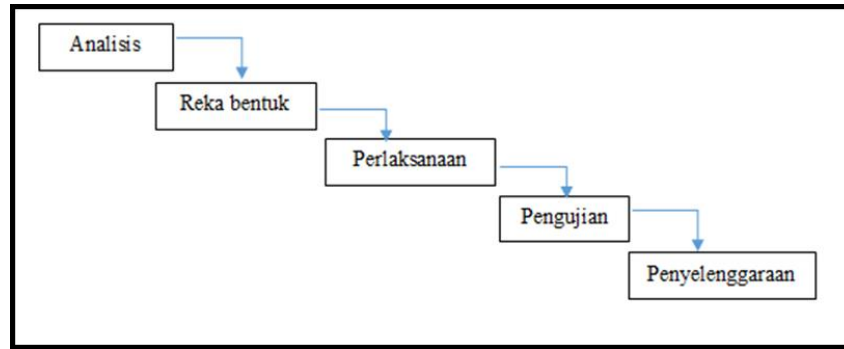 Analisis
Reka bentuk
Perlaksanaan
Pengujian
Penyelenggaraan